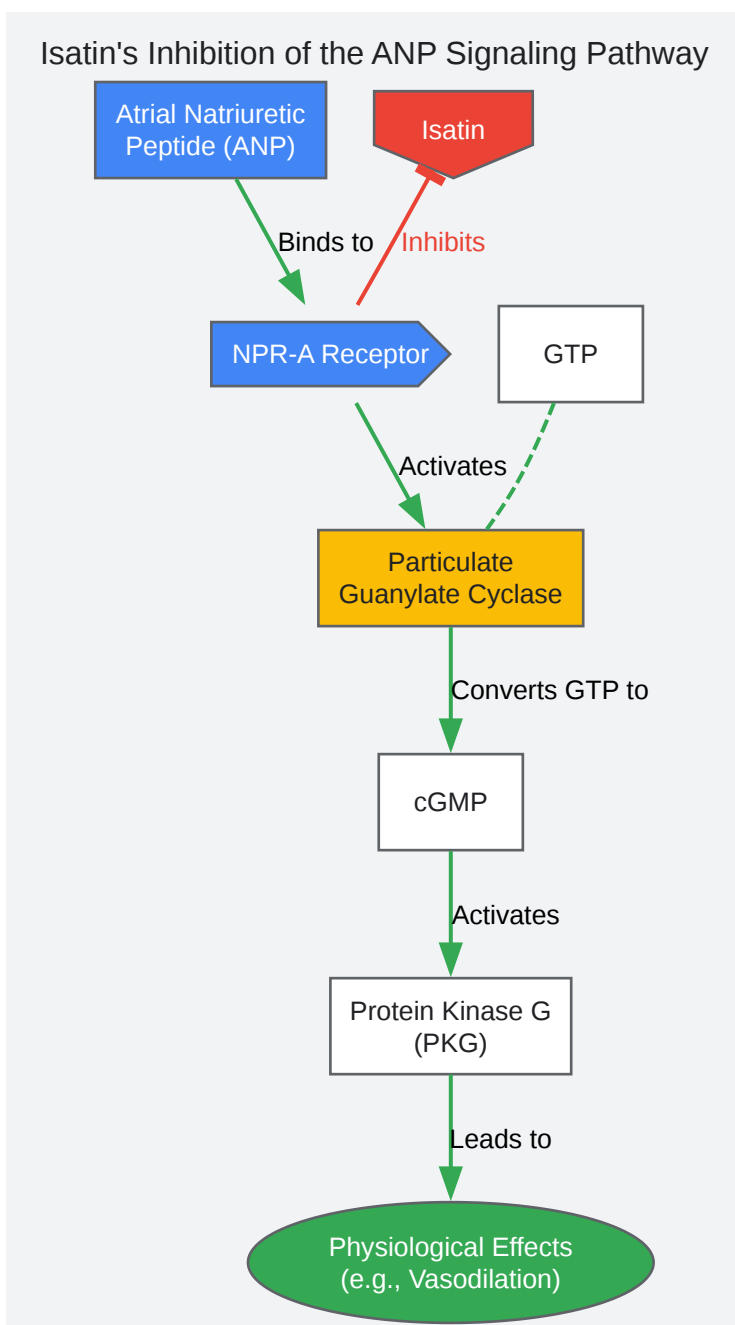 Isatin's Inhibition of the ANP Signaling Pathway
Atrial Natriuretic
Peptide (ANP)
Isatin
Binds to
Inhibits
NPR-A Receptor
GTP
Activates
Particulate
Guanylate Cyclase
Converts GTP to
cGMP
Activates
Protein Kinase G
(PKG)
Leads to
Physiological Effects
(e.g., Vasodilation)